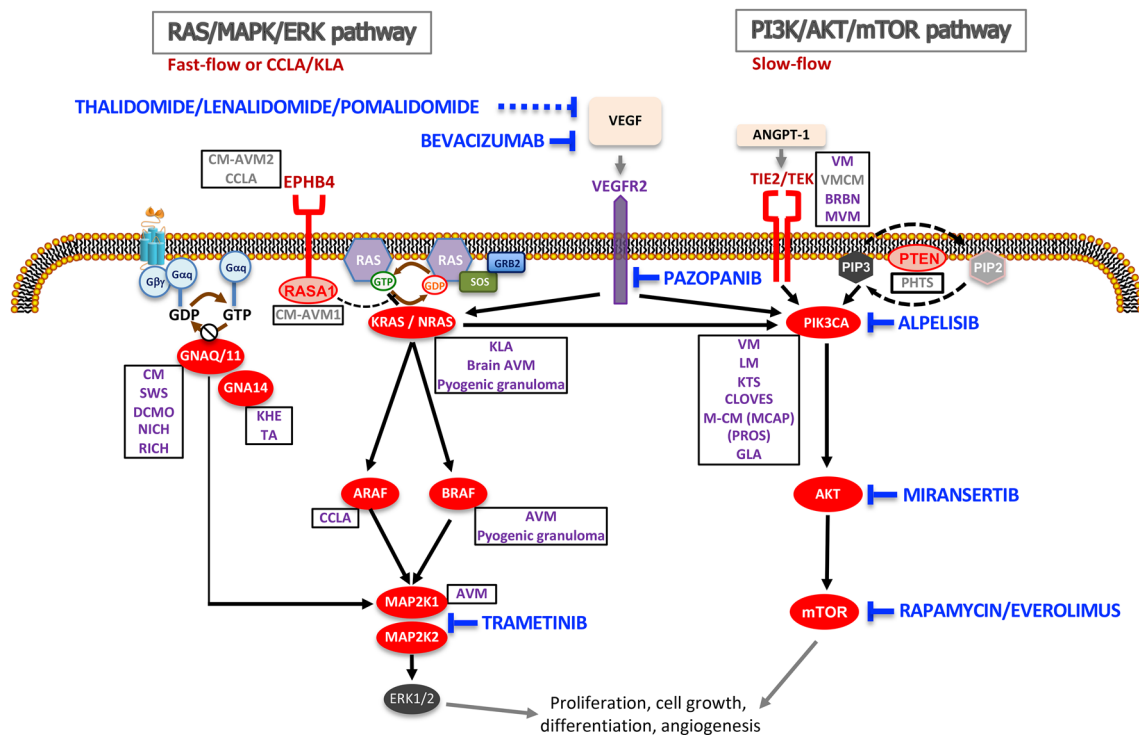 RAS/MAPK/ERK pathway
Fast-flow or CCLA/KLA
PI3K/AKT/mTOR pathway
Slow-flow
THALIDOMIDE/LENALIDOMIDE/POMALIDOMIDE
BEVACIZUMAB
VEGF
VEGFR2
ANGPT-1
TIE2/TEK
VM
VMCM
BRBN
MVM
CM-AVM2
CCLA
EPHB4
Gβγ
Gαq
Gαq
GDP
GTP
RASA1
CM-AVM1
RAS
RAS
GTP
GDP
GRB2
SOS
KRAS / NRAS
KLA
Brain AVM
Pyogenic granuloma
PAZOPANIB
PIP3
PTEN
PHTS
PIP2
PIK3CA
ALPELISIB
VM
LM
KTS
CLOVES
M-CM (MCAP)
(PROS)
GLA
GNAQ/11
CM
SWS
DCMO
NICH
RICH
GNA14
KHE
TA
ARAF
CCLA
BRAF
AVM
Pyogenic granuloma
AKT
MIRANSERTIB
MAP2K1
AVM
MAP2K2
TRAMETINIB
mTOR
RAPAMYCIN/EVEROLIMUS
ERK1/2
Proliferation, cell growth,
differentiation, angiogenesis